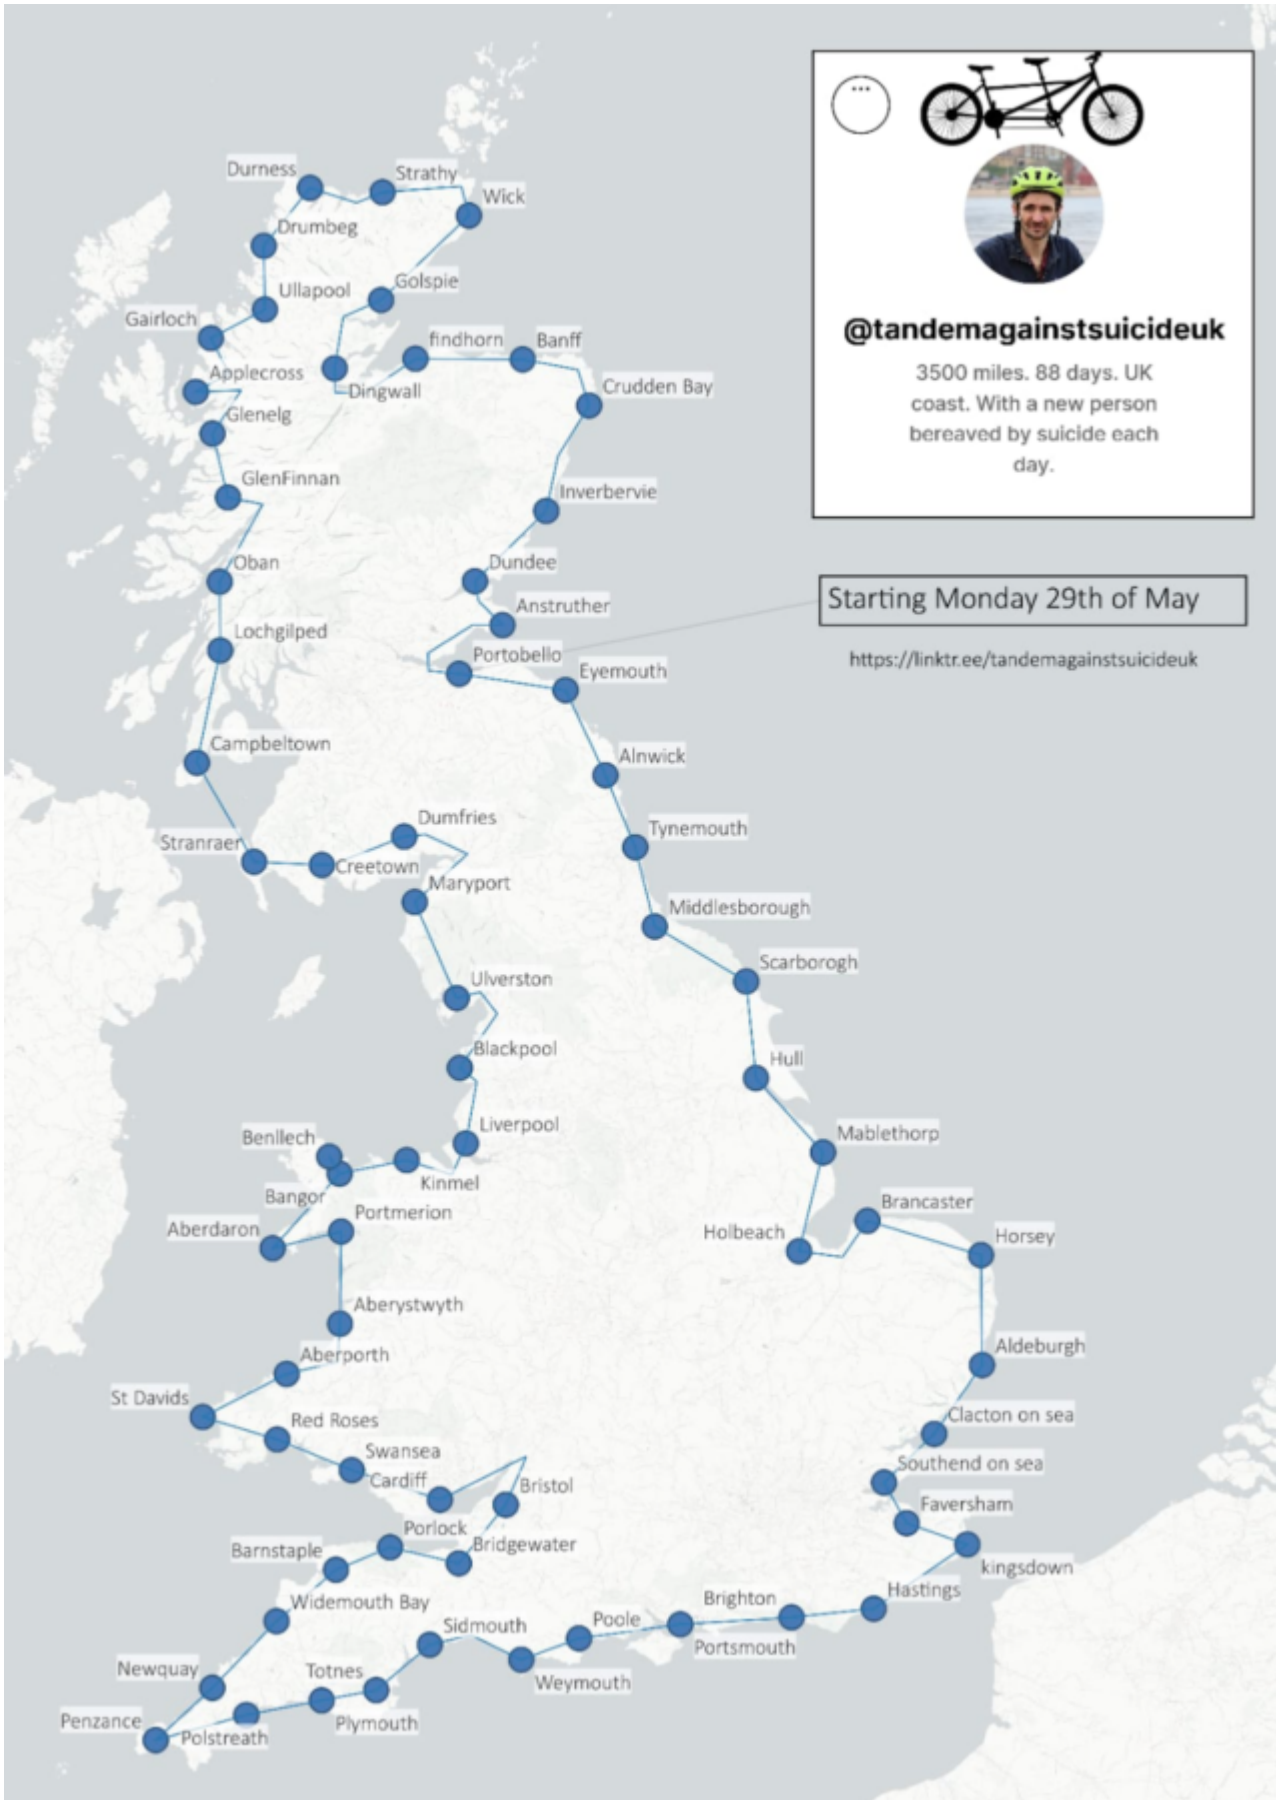 ...
@tandemagainstsuicideuk
3500 miles. 88 days. UK
coast. With a new person
bereaved by suicide each
day.
Starting Monday 29th of May
https://linktr.ee/tandemagainstsuicideuk
Durness
Strathy
Wick
Drumbeg
Golspie
Ullapool
Gairloch
findhorn
Banff
Applecross
Dingwall
Crudden Bay
Glenelg
GlenFinnan
Inverbervie
Oban
Dundee
Anstruther
Lochgilped
Portobello
Eyemouth
Campbeltown
Alnwick
Dumfries
Tynemouth
Stranraer
Creetown
Maryport
Middlesborough
Scarborogh
Ulverston
Blackpool
Hull
Liverpool
Mablethorp
Benllech
Kinmel
Bangor
Brancaster
Portmerion
Aberdaron
Holbeach
Horsey
Aberystwyth
Aldeburgh
Aberporth
St Davids
Red Roses
Clacton on sea
Swansea
Southend on sea
Cardiff
Bristol
Faversham
Porlock
Bridgewater
Barnstaple
kingsdown
Hastings
Widemouth Bay
Brighton
Sidmouth
Poole
Portsmouth
Newquay
Totnes
Weymouth
Penzance
Plymouth
Polstreath